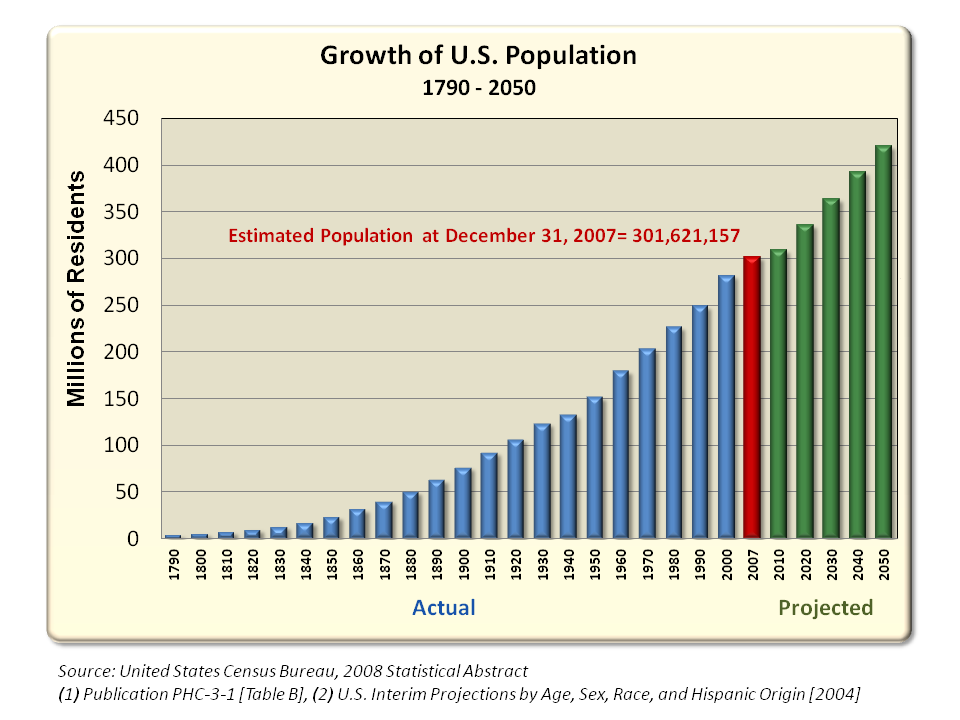 Growth of U.S. Population
1790 - 2050
Millions of Residents
450
400
350
300
250
200
150
100
50
0
Estimated Population at December 31, 2007= 301,621,157
1790 1800 1810 1820 1830 1840 1850 1860 1870 1880 1890 1900 1910 1920 1930 1940 1950 1960 1970 1980 1990 2000 2007 2010 2020 2030 2040 2050
Actual Projected
Source: United States Census Bureau, 2008 Statistical Abstract
(1) Publication PHC-3-1 [Table B], (2) U.S. Interim Projections by Age, Sex, Race, and Hispanic Origin [2004]